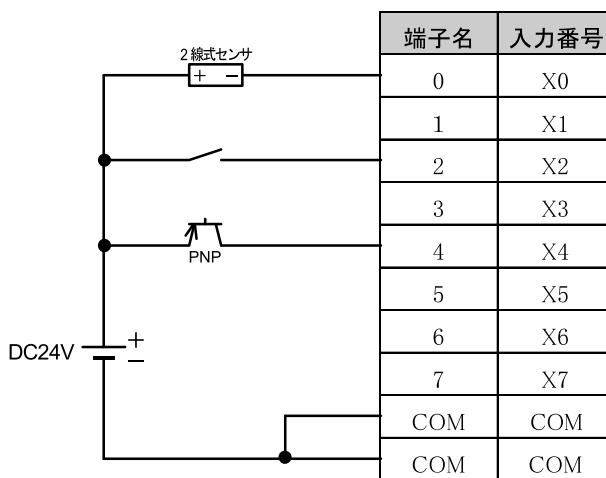 2線式センサ
+ −
PNP
DC24V
+
−
端子名 入力番号
0 X0
1 X1
2 X2
3 X3
4 X4
5 X5
6 X6
7 X7
COM COM
COM COM